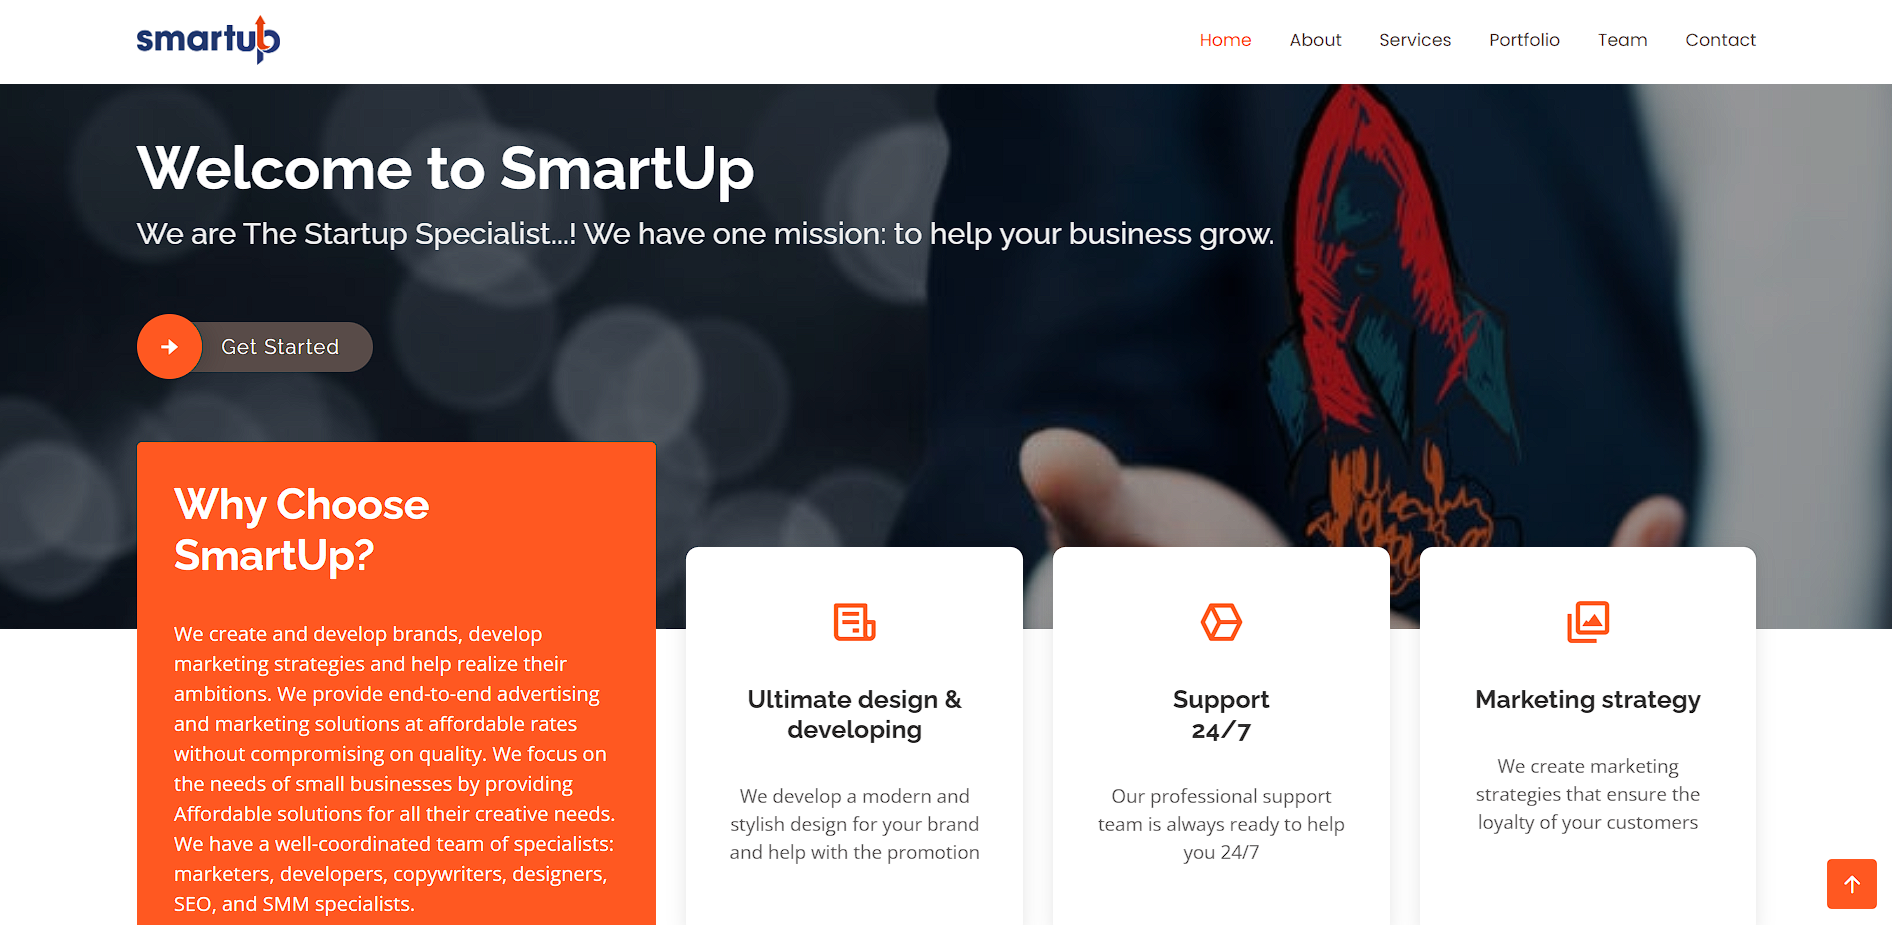 smartup
Home
About
Services
Portfolio
Team
Contact
Welcome to SmartUp
We are The Startup Specialist...! We have one mission: to help your business grow.
Get Started
Why Choose
SmartUp?
We create and develop brands, develop
marketing strategies and help realize their
ambitions. We provide end-to-end advertising
and marketing solutions at affordable rates
without compromising on quality. We focus on
the needs of small businesses by providing
Affordable solutions for all their creative needs.
We have a well-coordinated team of specialists:
marketers, developers, copywriters, designers,
SEO, and SMM specialists.
Ultimate design &
developing
We develop a modern and
stylish design for your brand
and help with the promotion
Support
24/7
Our professional support
team is always ready to help
you 24/7
Marketing strategy
We create marketing
strategies that ensure the
loyalty of your customers